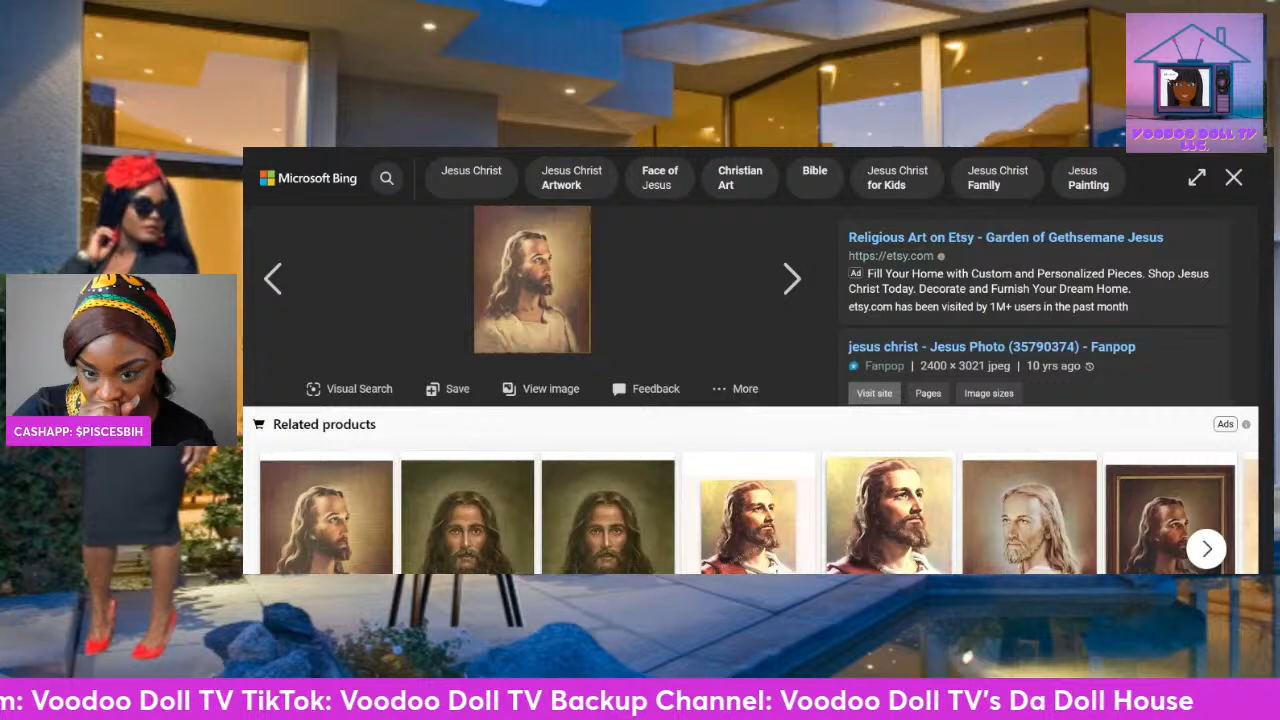 VOODOO DOLL TV
LLC.
Microsoft Bing
Jesus Christ
Jesus Christ
Artwork
Face of
Jesus
Christian
Art
Bible
Jesus Christ
for Kids
Jesus Christ
Family
Jesus
Painting
Religious Art on Etsy - Garden of Gethsemane Jesus
https://etsy.com
Ad Fill Your Home with Custom and Personalized Pieces. Shop Jesus
Christ Today. Decorate and Furnish Your Dream Home.
etsy.com has been visited by 1M+ users in the past month
jesus christ - Jesus Photo (35790374) - Fanpop
Fanpop | 2400 × 3021 jpeg | 10 yrs ago
Visit site
Pages
Image sizes
Visual Search
Save
View image
Feedback
More
Related products
Ads
CASHAPP: $PISCESBIH
m: Voodoo Doll TV TikTok: Voodoo Doll TV Backup Channel: Voodoo Doll TV's Da Doll House